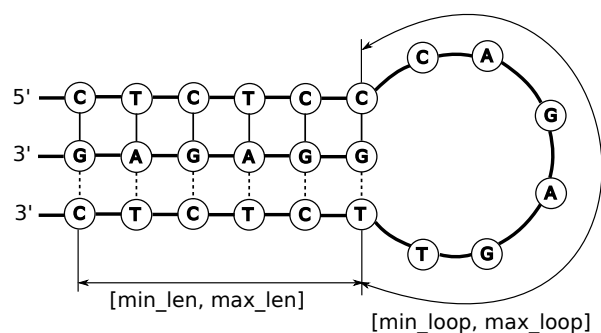 5' C T C T C C C A G A G T
3' G A G A G G
3' C T C T C T
[min_len, max_len]
[min_loop, max_loop]